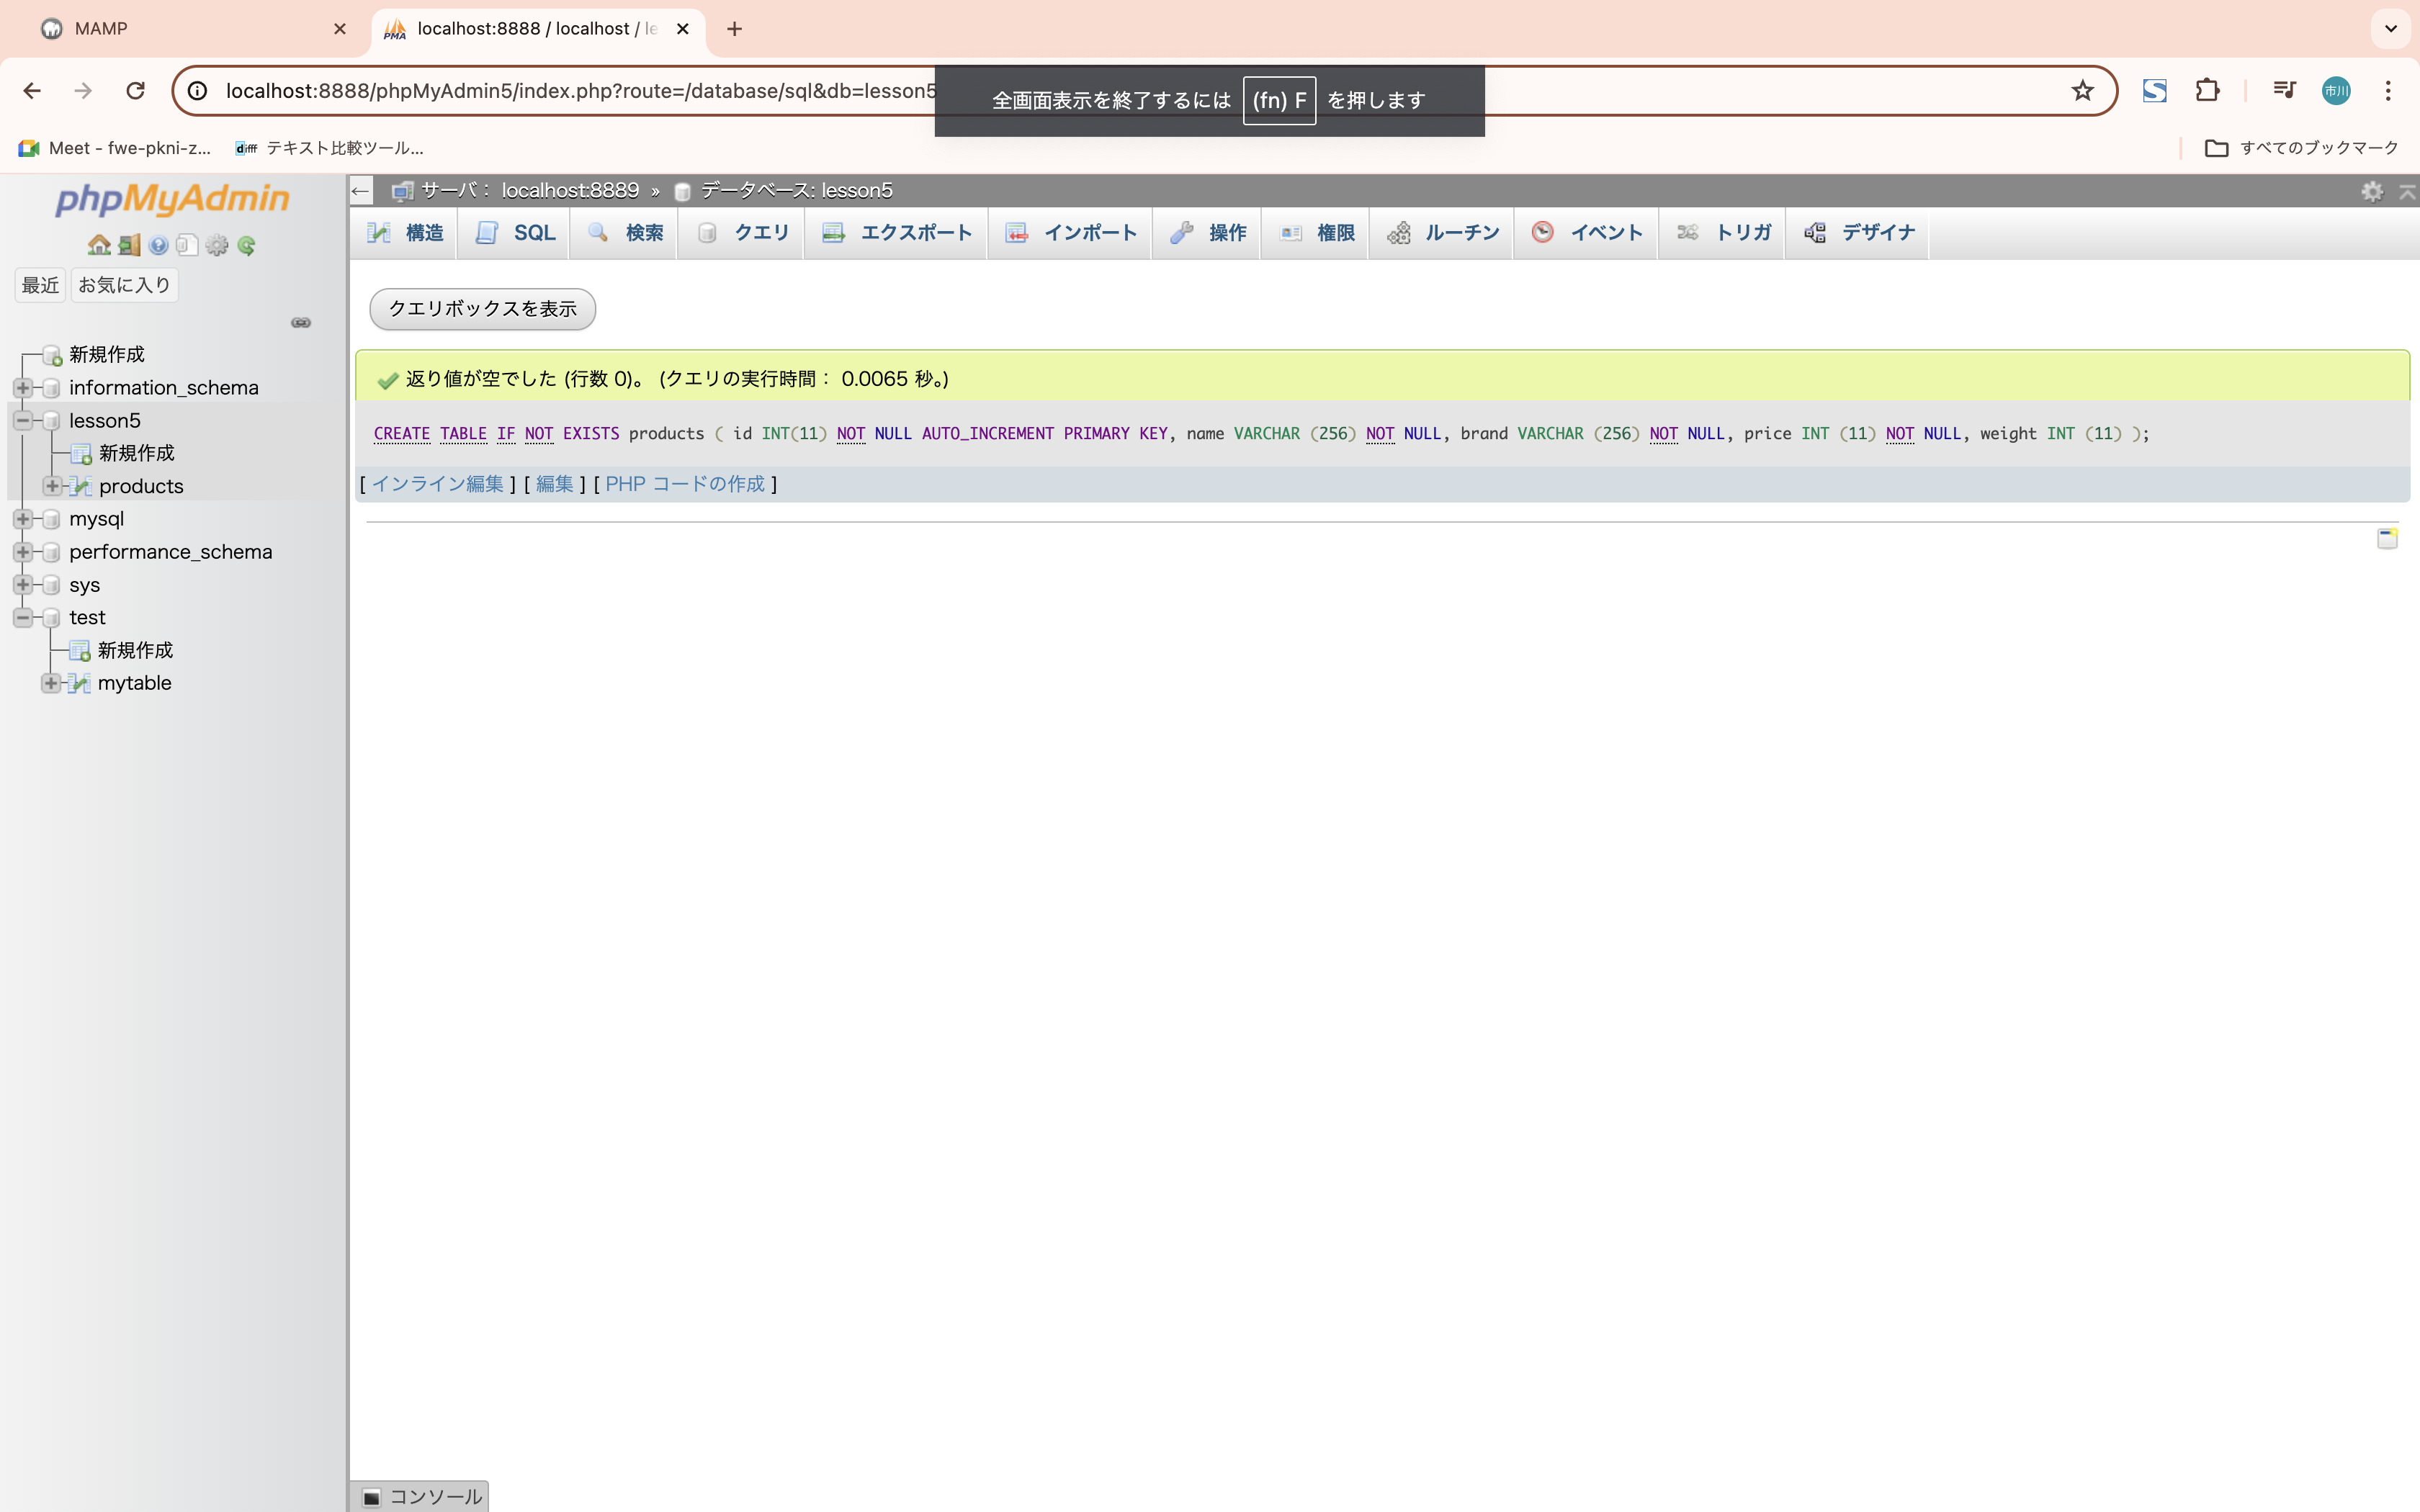 MAMP
localhost:8888 / localhost / le
localhost:8888/phpMyAdmin5/index.php?route=/database/sql&db=lesson5
全画面表示を終了するには (fn) F を押します
市川
Meet - fwe-pkni-z...
diff テキスト比較ツール...
すべてのブックマーク
phpMyAdmin
サーバ: localhost:8889 » データベース: lesson5
構造
SQL
検索
クエリ
エクスポート
インポート
操作
権限
ルーチン
イベント
トリガ
デザイナ
最近
お気に入り
新規作成
information_schema
lesson5
新規作成
products
mysql
performance_schema
sys
test
新規作成
mytable
クエリボックスを表示
返り値が空でした (行数 0)。 (クエリの実行時間: 0.0065 秒。)
CREATE TABLE IF NOT EXISTS products ( id INT(11) NOT NULL AUTO_INCREMENT PRIMARY KEY, name VARCHAR (256) NOT NULL, brand VARCHAR (256) NOT NULL, price INT (11) NOT NULL, weight INT (11) );
[ インライン編集 ] [ 編集 ] [ PHP コードの作成 ]
コンソール